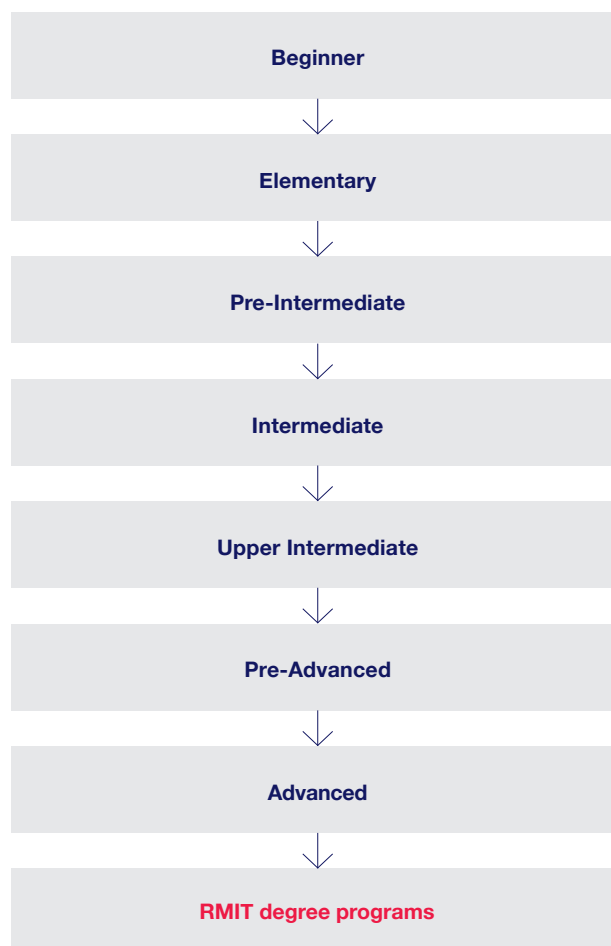 Beginner
Elementary
Pre-Intermediate
Intermediate
Upper Intermediate
Pre-Advanced
Advanced
RMIT degree programs